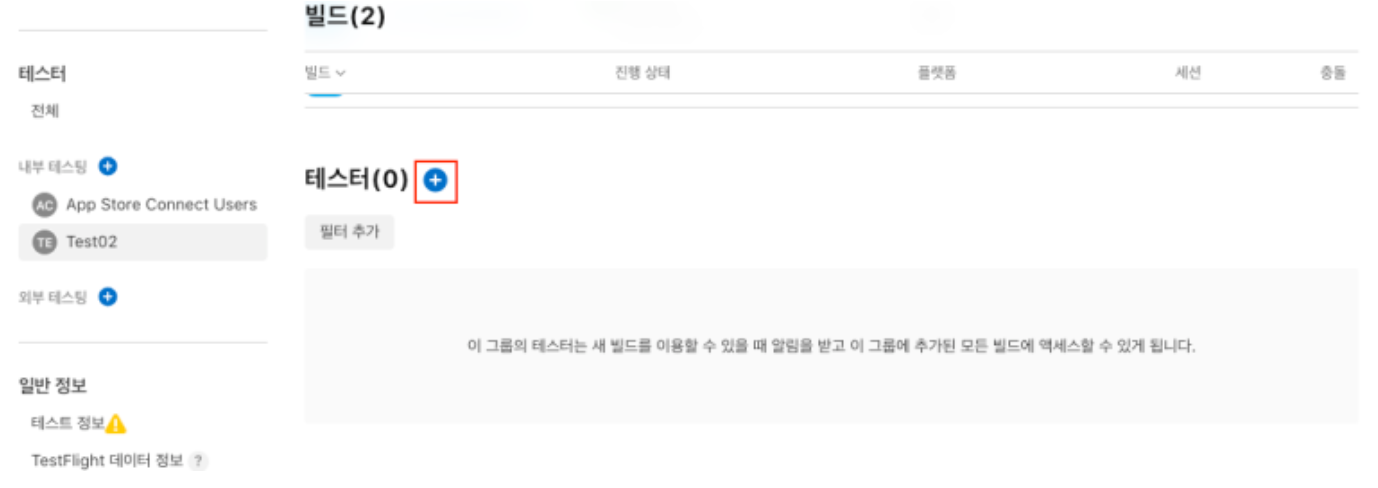 빌드(2)
빌드 진행 상태 플랫폼 세션 충돌
테스터(0)
필터 추가
이 그룹의 테스터는 새 빌드를 이용할 수 있을 때 알림을 받고 이 그룹에 추가된 모든 빌드에 액세스할 수 있게 됩니다.
테스터
전체
내부 테스팅
AC App Store Connect Users
TE Test02
외부 테스팅
일반 정보
테스트 정보
TestFlight 데이터 정보 ?